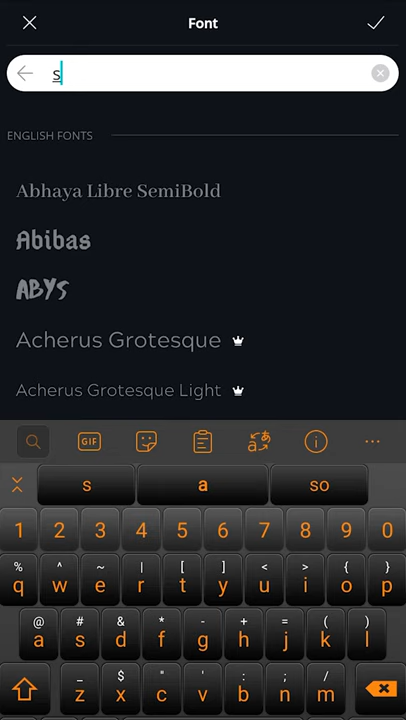 Font
s
ENGLISH FONTS
Abhaya Libre SemiBold
Abibas
ABYS
Acherus Grotesque
Acherus Grotesque Light
GIF
s a so
1 2 3 4 5 6 7 8 9 0
% ^ ~ | [ ] < > { }
q w e r t y u i o p
@ # & * - + = ( )
a s d f g h j k l
_ $ " ' : ; /
z x c v b n m